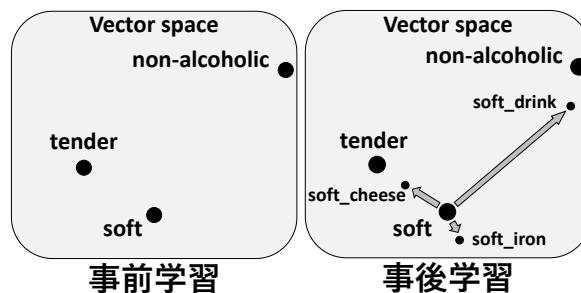 Vector space
non-alcoholic
tender
soft
事前学習
Vector space
non-alcoholic
soft_drink
tender
soft_cheese
soft
soft_iron
事後学習